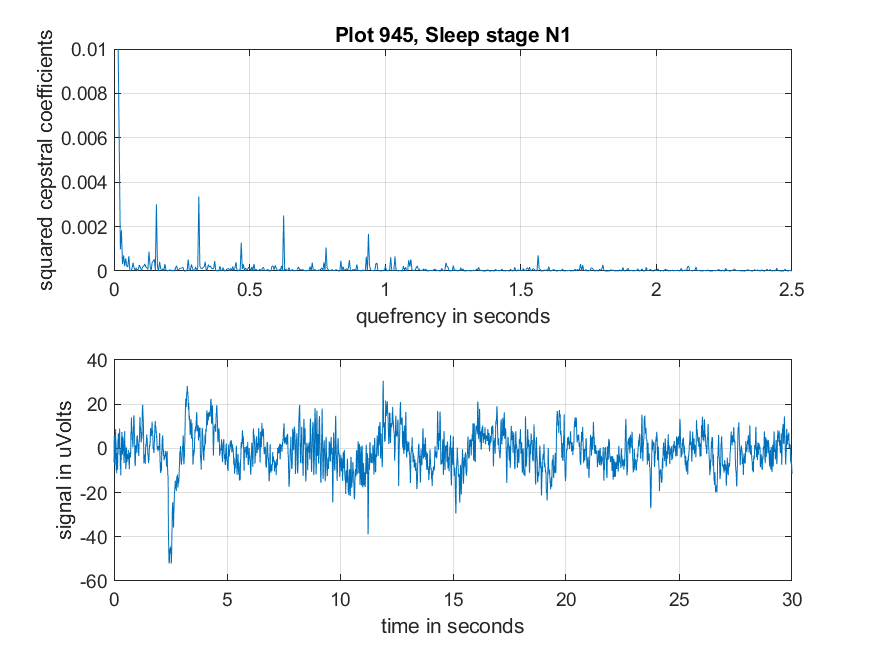 Plot 945, Sleep stage N1
squared cepstral coefficients
0.01
0.008
0.006
0.004
0.002
0
0 0.5 1 1.5 2 2.5
quefrency in seconds
signal in uVolts
40
20
0
-20
-40
-60
0 5 10 15 20 25 30
time in seconds